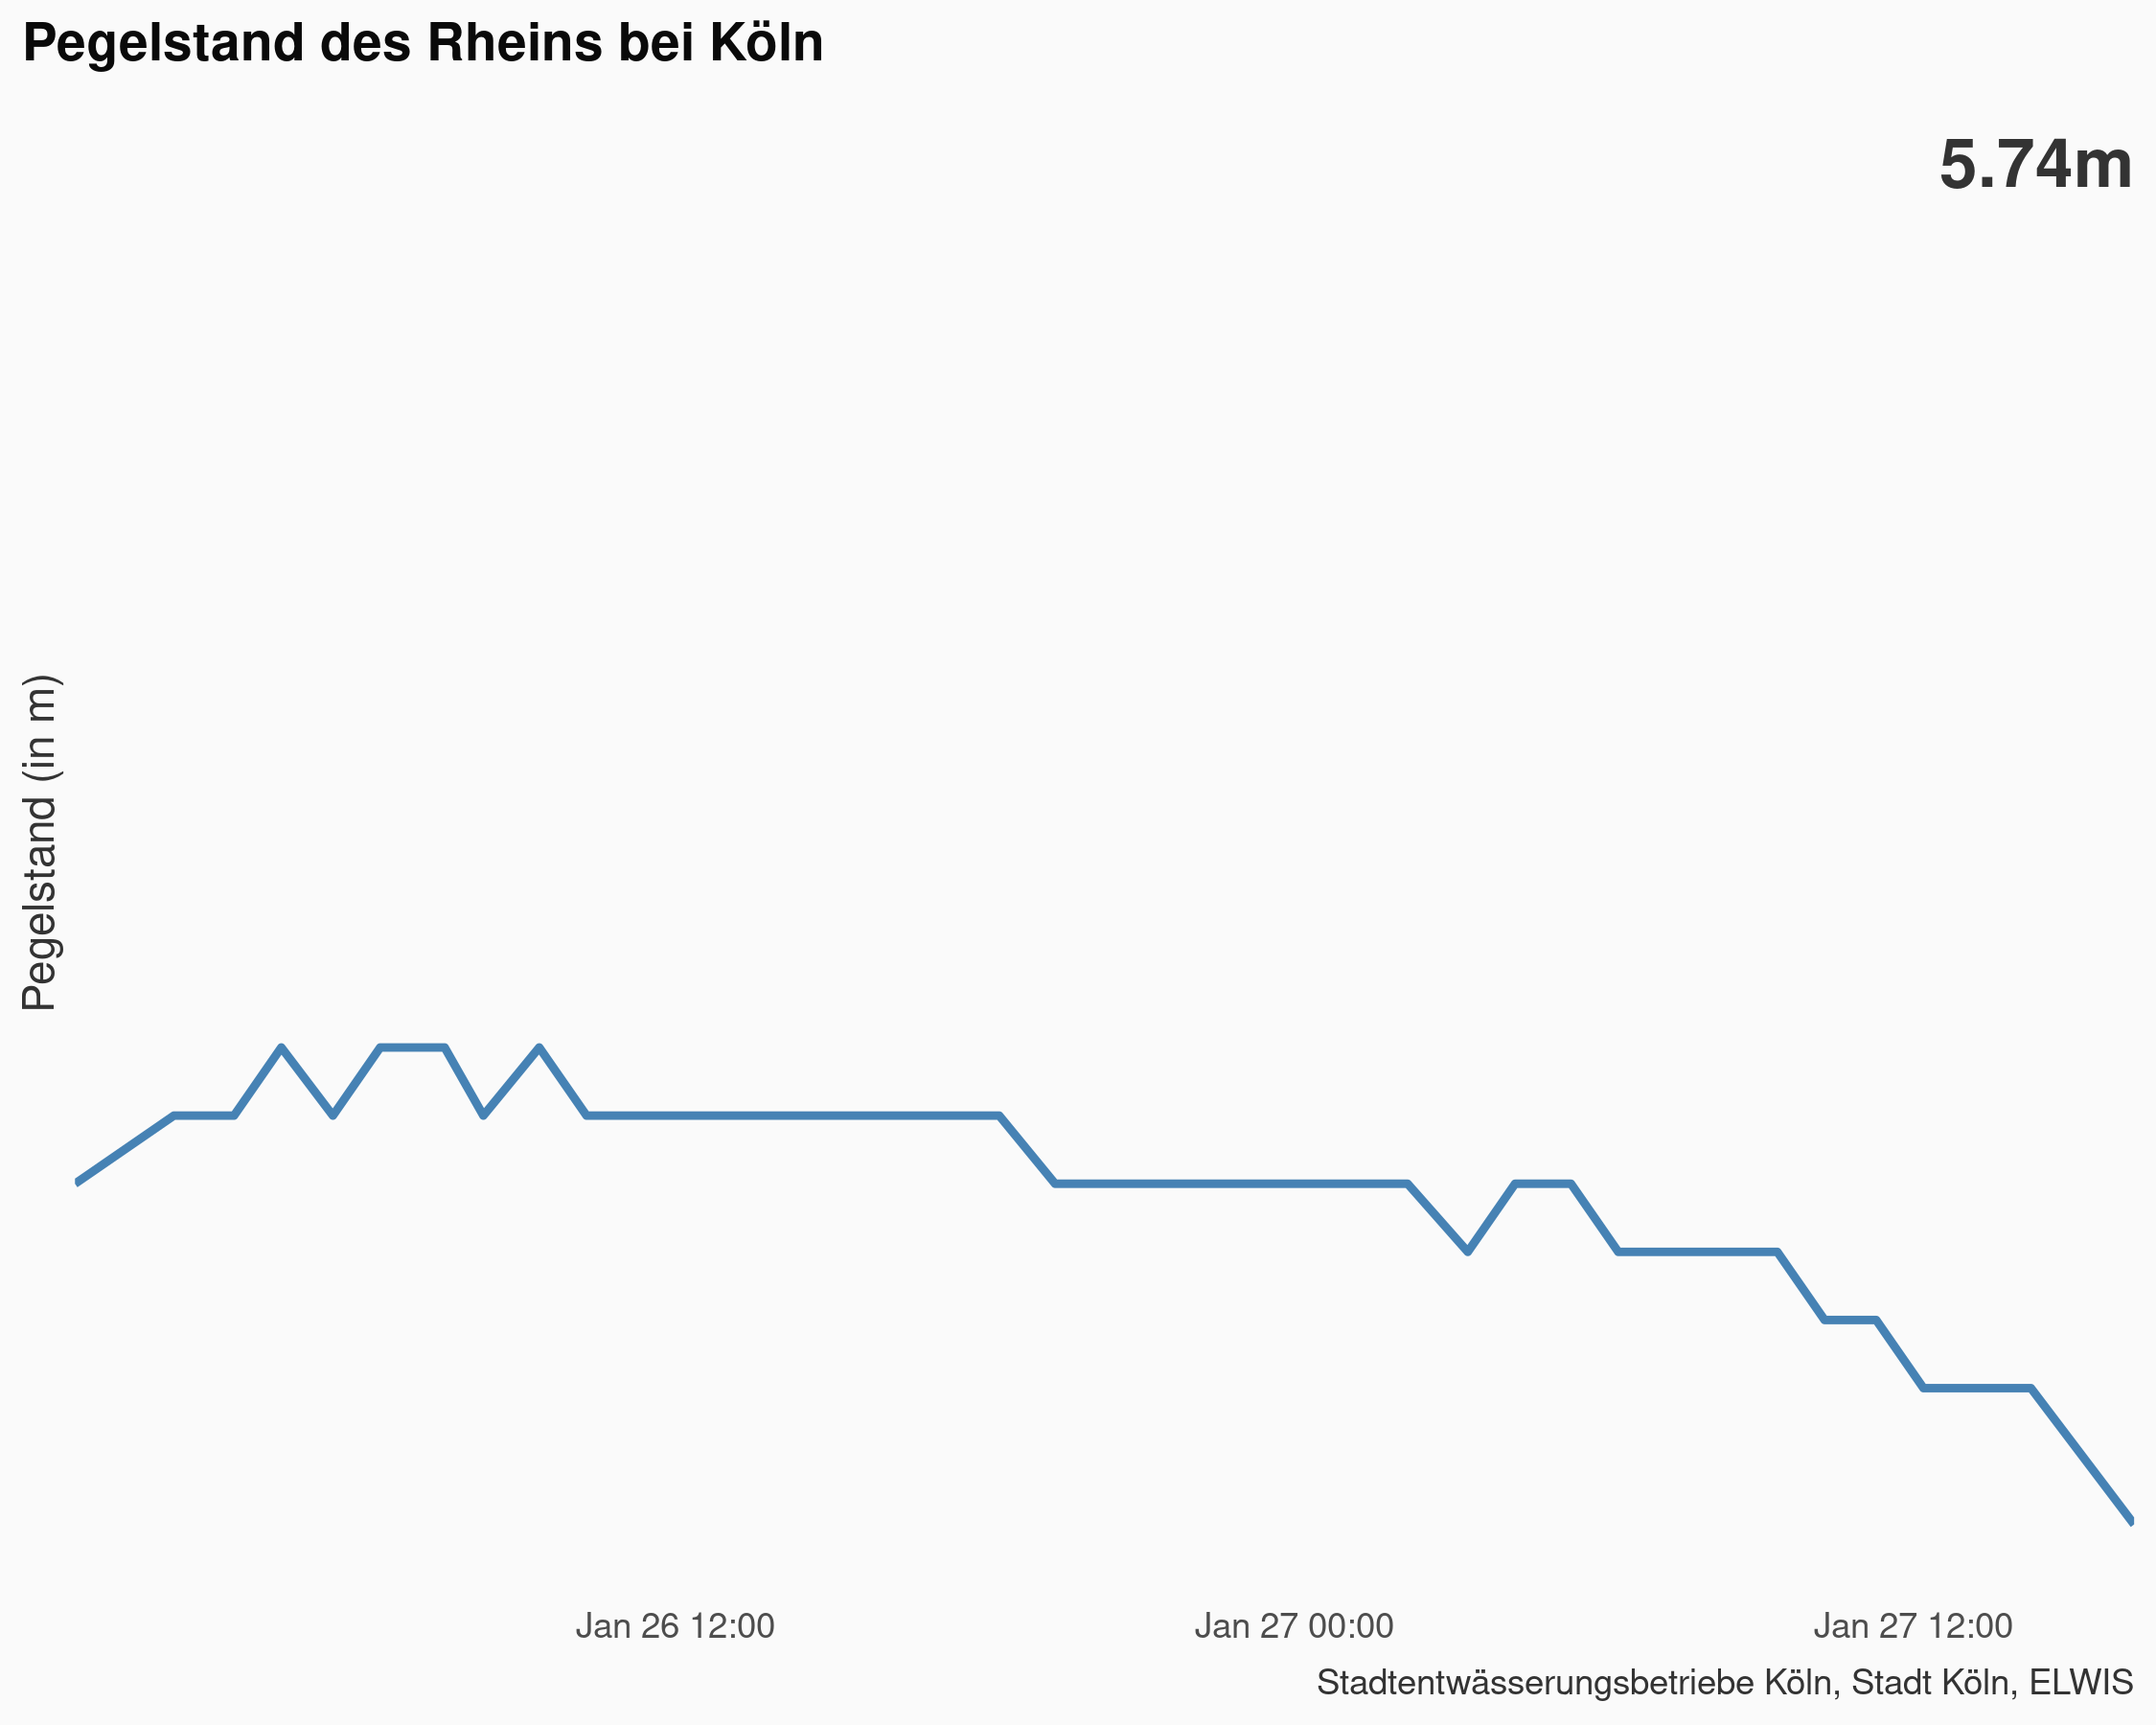 Pegelstand des Rheins bei Köln
5.74m
Pegelstand (in m)
Jan 26 12:00
Jan 27 00:00
Jan 27 12:00
Stadtentwässerungsbetriebe Köln, Stadt Köln, ELWIS